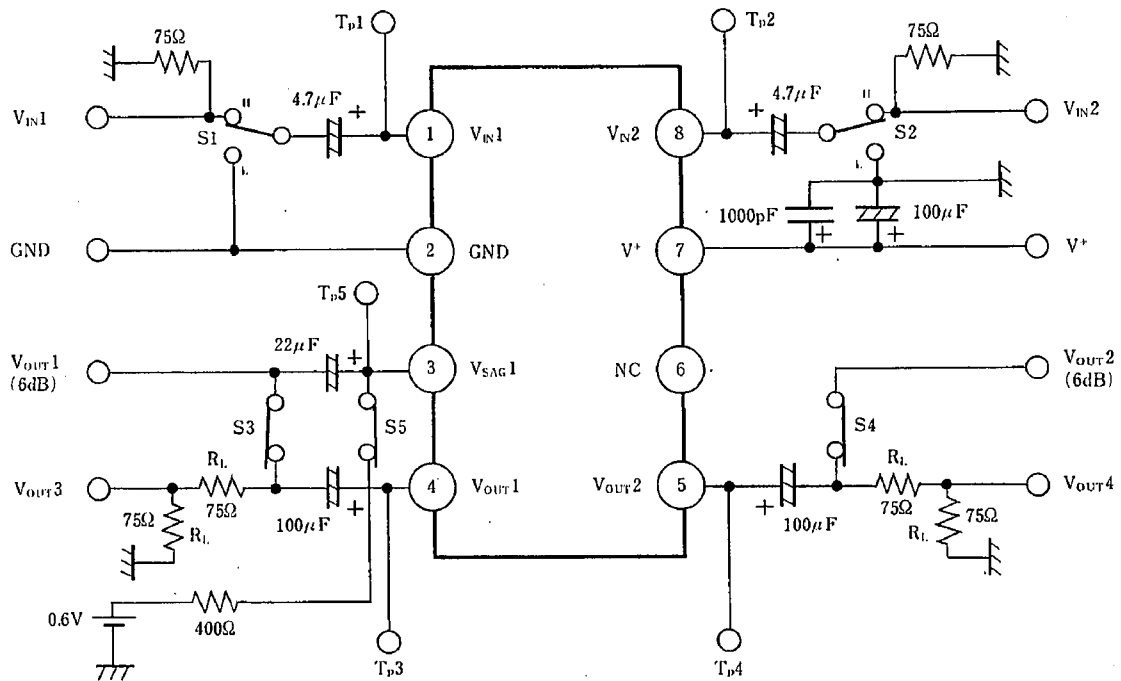 Tp1
Tp2
75Ω
75Ω
4.7μF
+
+
4.7μF
VIN1
H
S1
L
1
VIN1
VIN2
8
H
S2
L
VIN2
1000pF
+
100μF
+
GND
2
GND
V+
7
V+
Tp5
22μF
+
VOUT1
(6dB)
3
VSAG1
NC
6
VOUT2
(6dB)
S3
S5
S4
RL
RL
VOUT3
75Ω
4
VOUT1
VOUT2
5
75Ω
VOUT4
75Ω
RL
100μF
+
+
100μF
RL
75Ω
0.6V
400Ω
Tp3
Tp4